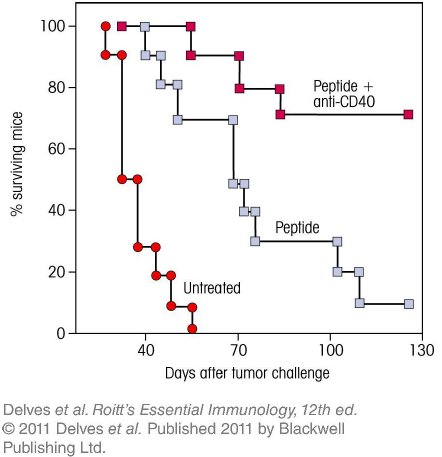 100
80
60
40
20
0
% surviving mice
Peptide +
anti-CD40
Peptide
Untreated
40 70 100 130
Days after tumor challenge
Delves et al. Roitt's Essential Immunology, 12th ed.
© 2011 Delves et al. Published 2011 by Blackwell
Publishing Ltd.